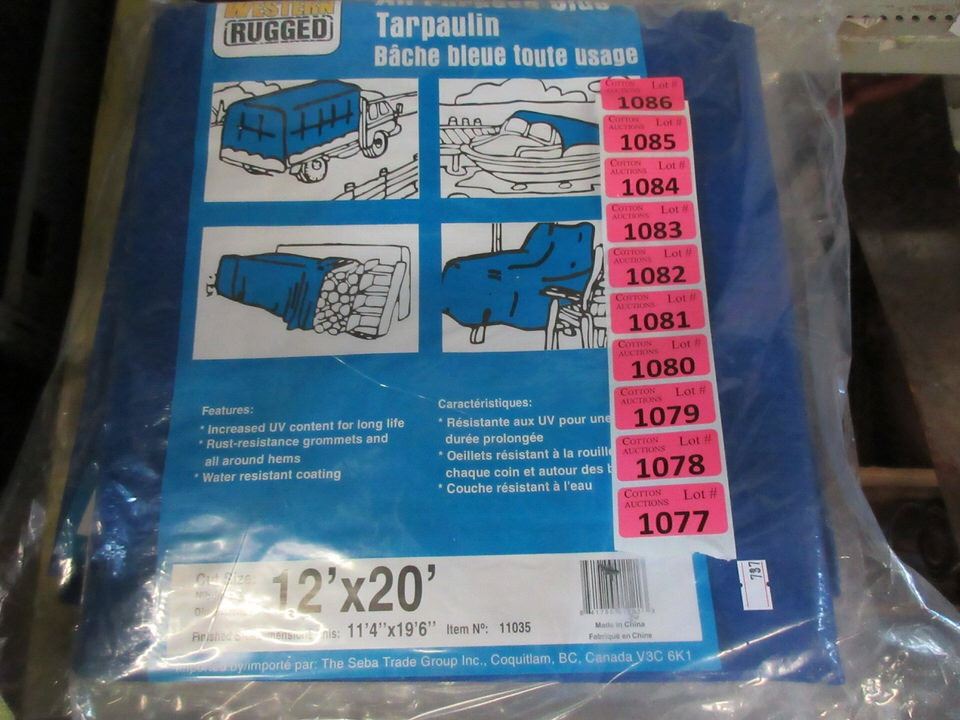 WESTERN
RUGGED
Tarpaulin
Bâche bleue toute usage
Cotton Auctions Lot #
1086
Cotton Auctions Lot #
1085
Cotton Auctions Lot #
1084
Cotton Auctions Lot #
1083
Cotton Auctions Lot #
1082
Cotton Auctions Lot #
1081
Cotton Auctions Lot #
1080
Cotton Auctions Lot #
1079
Cotton Auctions Lot #
1078
Cotton Auctions Lot #
1077
Features:
* Increased UV content for long life
* Rust-resistance grommets and
all around hems
* Water resistant coating
Caractéristiques:
* Résistante aux UV pour une
durée prolongée
* Oeillets résistant à la rouille
chaque coin et autour des
* Couche résistant à l'eau
Cut Size:
12'x20'
Finished 11'4"x19'6" Item Nº: 11035
Made in China
Fabriqué en Chine
787
Imported by/importé par: The Seba Trade Group Inc., Coquitlam, BC, Canada V3C 6K1